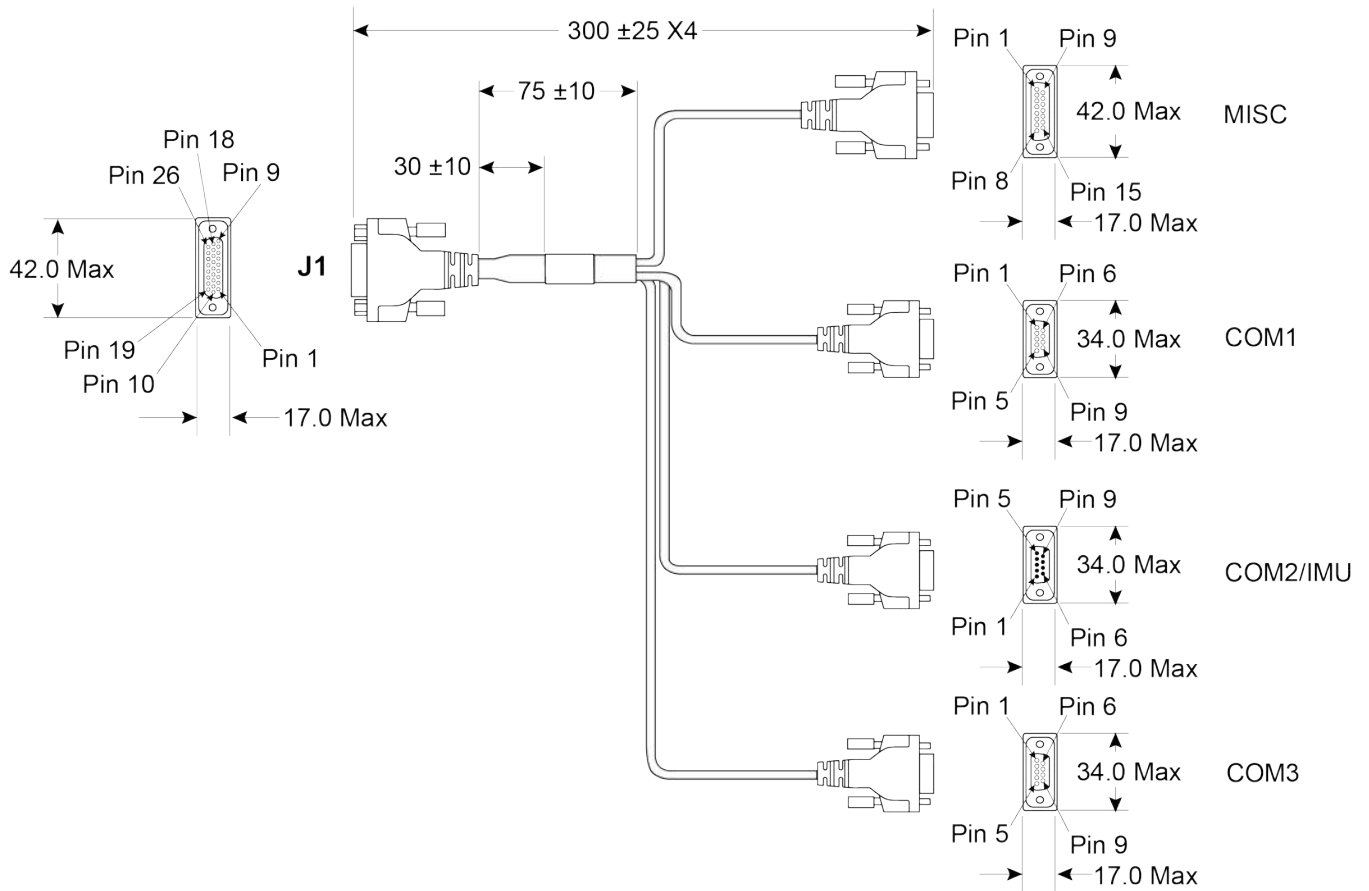 300 ±25 X4
75 ±10
30 ±10
Pin 18
Pin 26
Pin 9
42.0 Max
J1
Pin 19
Pin 1
Pin 10
17.0 Max
Pin 1
Pin 9
42.0 Max
MISC
Pin 8
Pin 15
17.0 Max
Pin 1
Pin 6
34.0 Max
COM1
Pin 5
Pin 9
17.0 Max
Pin 5
Pin 9
34.0 Max
COM2/IMU
Pin 1
Pin 6
17.0 Max
Pin 1
Pin 6
34.0 Max
COM3
Pin 5
Pin 9
17.0 Max